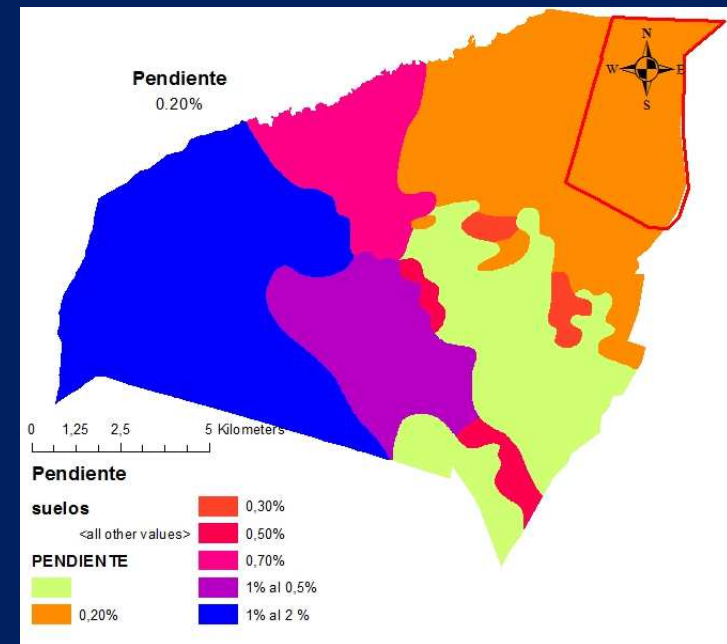 Pendiente
0.20%
N
W E
S
0 1,25 2,5 5 Kilometers
Pendiente
suelos
<all other values>
PENDIENTE
0,20%
0,30%
0,50%
0,70%
1% al 0,5%
1% al 2 %